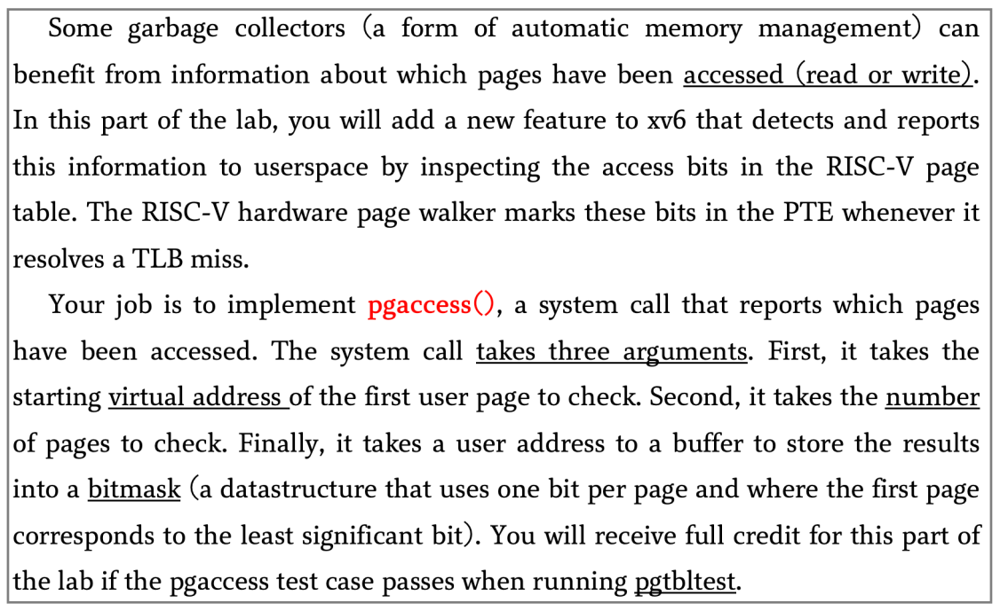 Some garbage collectors (a form of automatic memory management) can
benefit from information about which pages have been accessed (read or write).
In this part of the lab, you will add a new feature to xv6 that detects and reports
this information to userspace by inspecting the access bits in the RISC-V page
table. The RISC-V hardware page walker marks these bits in the PTE whenever it
resolves a TLB miss.
Your job is to implement pgaccess(), a system call that reports which pages
have been accessed. The system call takes three arguments. First, it takes the
starting virtual address of the first user page to check. Second, it takes the number
of pages to check. Finally, it takes a user address to a buffer to store the results
into a bitmask (a datastructure that uses one bit per page and where the first page
corresponds to the least significant bit). You will receive full credit for this part of
the lab if the pgaccess test case passes when running pgtbltest.